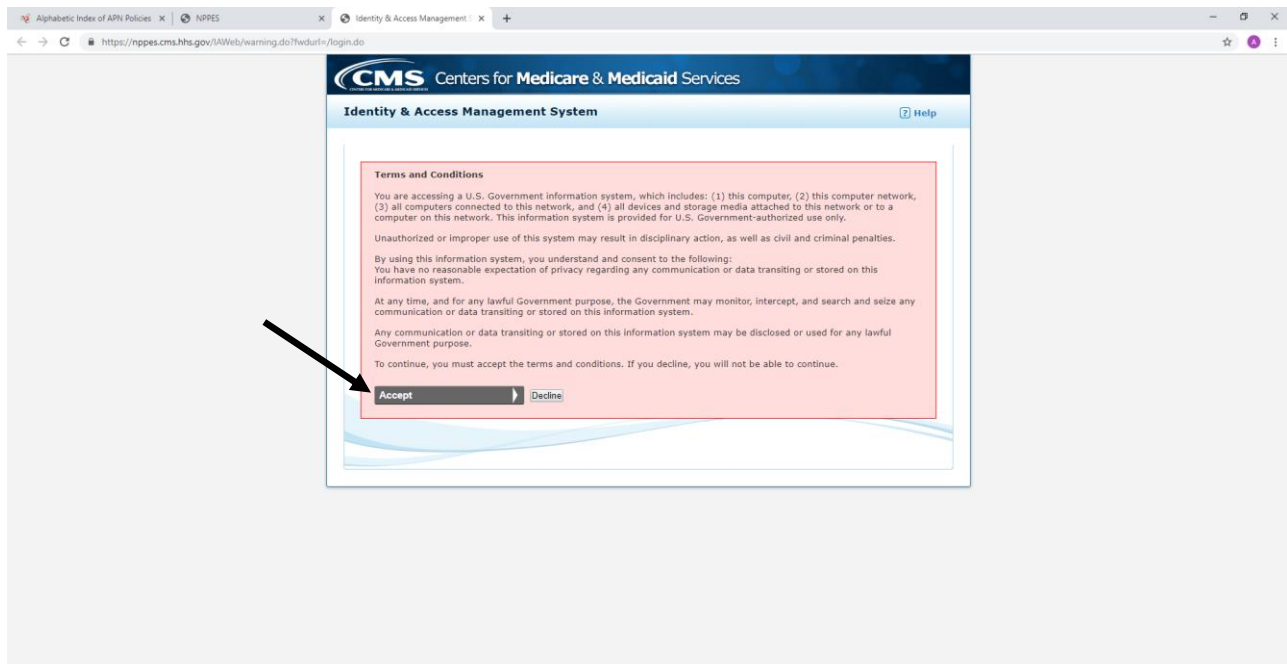 Alphabetic Index of APN Policies
NPPES
Identity & Access Management S
https://nppes.cms.hhs.gov/IAWeb/warning.do?fwdurl=/login.do
A
CMS Centers for Medicare & Medicaid Services
CENTERS FOR MEDICARE & MEDICAID SERVICES
Identity & Access Management System
? Help
Terms and Conditions
You are accessing a U.S. Government information system, which includes: (1) this computer, (2) this computer network,
(3) all computers connected to this network, and (4) all devices and storage media attached to this network or to a
computer on this network. This information system is provided for U.S. Government-authorized use only.
Unauthorized or improper use of this system may result in disciplinary action, as well as civil and criminal penalties.
By using this information system, you understand and consent to the following:
You have no reasonable expectation of privacy regarding any communication or data transiting or stored on this
information system.
At any time, and for any lawful Government purpose, the Government may monitor, intercept, and search and seize any
communication or data transiting or stored on this information system.
Any communication or data transiting or stored on this information system may be disclosed or used for any lawful
Government purpose.
To continue, you must accept the terms and conditions. If you decline, you will not be able to continue.
Accept
Decline